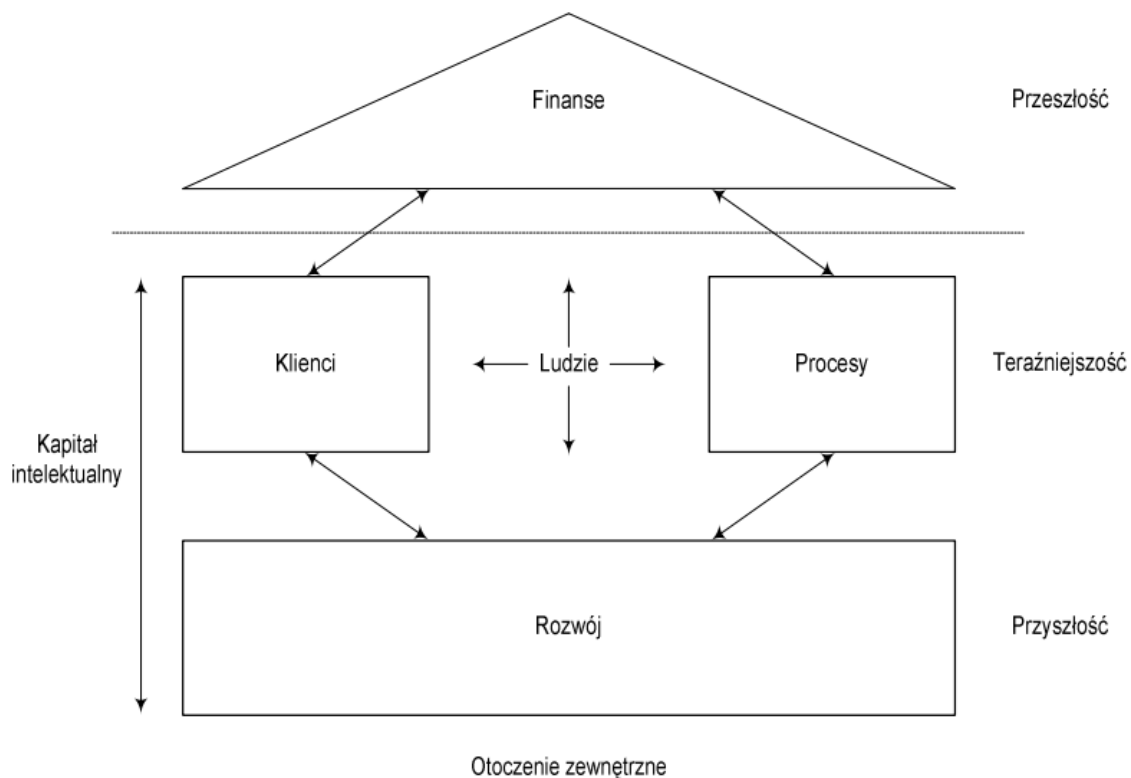 Finanse
Przeszłość
Klienci
Ludzie
Procesy
Teraźniejszość
Kapitał
intelektualny
Rozwój
Przyszłość
Otoczenie zewnętrzne